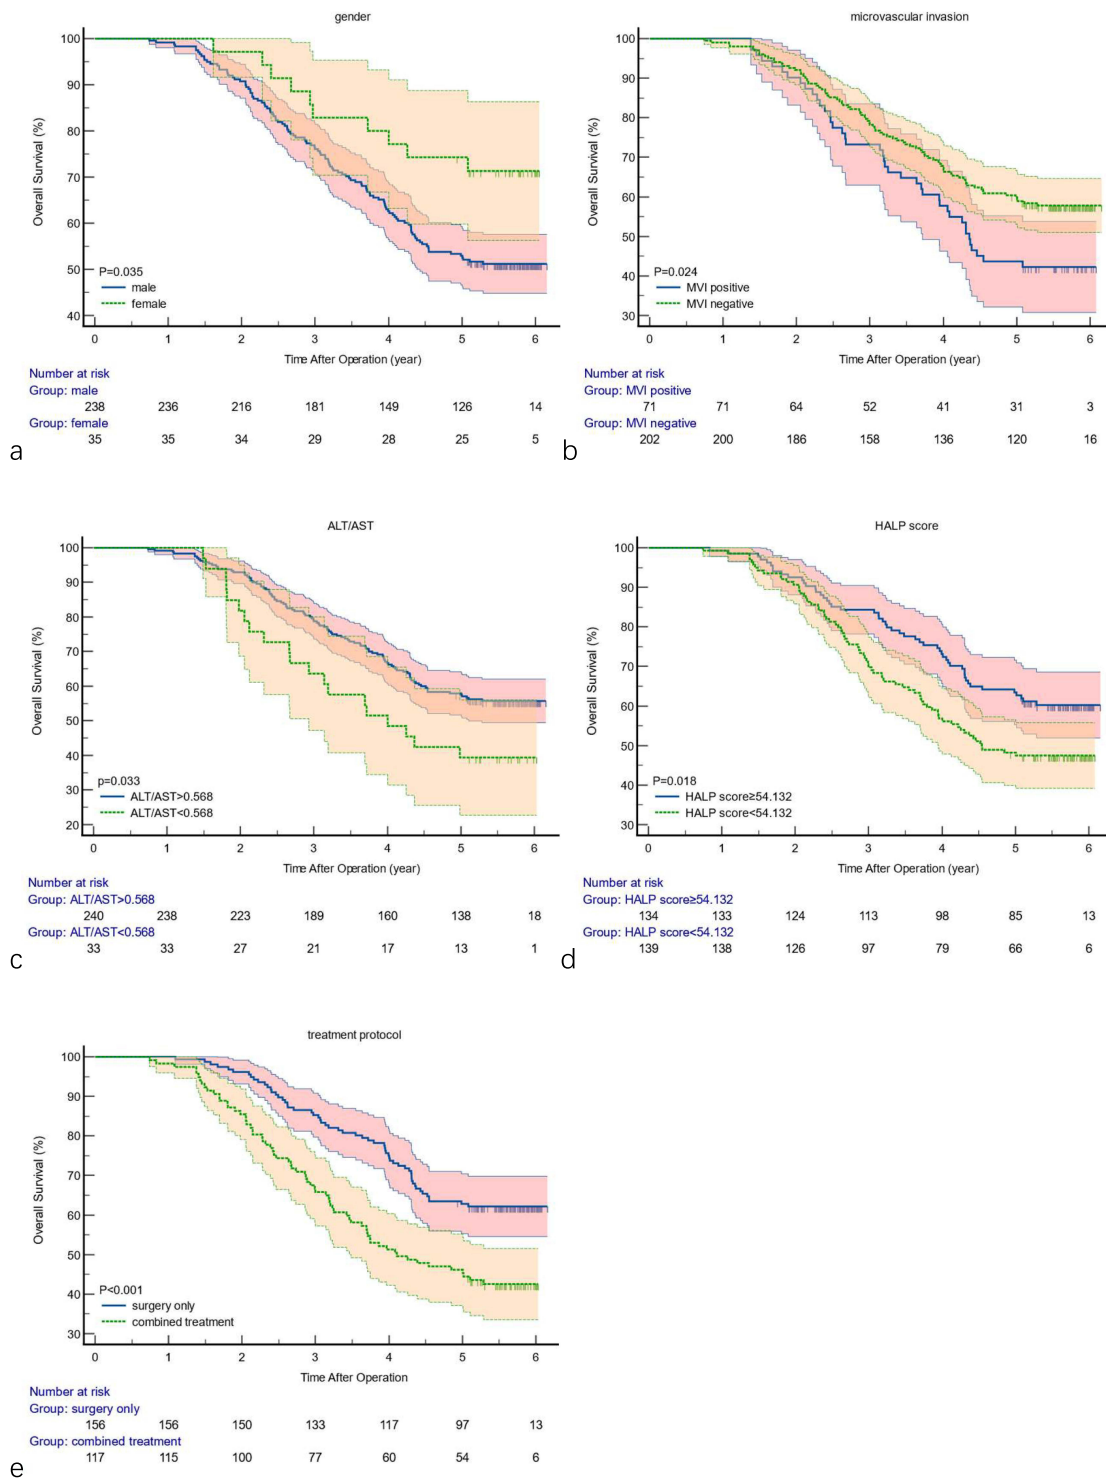 gender
100
90
80
70
60
50
40
Overall Survival (%)
P=0.035
male
female
0 1 2 3 4 5 6
Time After Operation (year)
Number at risk
Group: male
238 236 216 181 149 126 14
Group: female
35 35 34 29 28 25 5
a
microvascular invasion
100
90
80
70
60
50
40
30
Overall Survival (%)
P=0.024
MVI positive
MVI negative
0 1 2 3 4 5 6
Time After Operation (year)
Number at risk
Group: MVI positive
71 71 64 52 41 31 3
Group: MVI negative
202 200 186 158 136 120 16
b
ALT/AST
100
90
80
70
60
50
40
30
20
Overall Survival (%)
p=0.033
ALT/AST>0.568
ALT/AST<0.568
0 1 2 3 4 5 6
Time After Operation (year)
Number at risk
Group: ALT/AST>0.568
240 238 223 189 160 138 18
Group: ALT/AST<0.568
33 33 27 21 17 13 1
c
HALP score
100
90
80
70
60
50
40
30
Overall Survival (%)
P=0.018
HALP score≥54.132
HALP score<54.132
0 1 2 3 4 5 6
Time After Operation (year)
Number at risk
Group: HALP score≥54.132
134 133 124 113 98 85 13
Group: HALP score<54.132
139 138 126 97 79 66 6
d
treatment protocol
100
90
80
70
60
50
40
30
Overall Survival (%)
P<0.001
surgery only
combined treatment
0 1 2 3 4 5 6
Time After Operation
Number at risk
Group: surgery only
156 156 150 133 117 97 13
Group: combined treatment
117 115 100 77 60 54 6
e